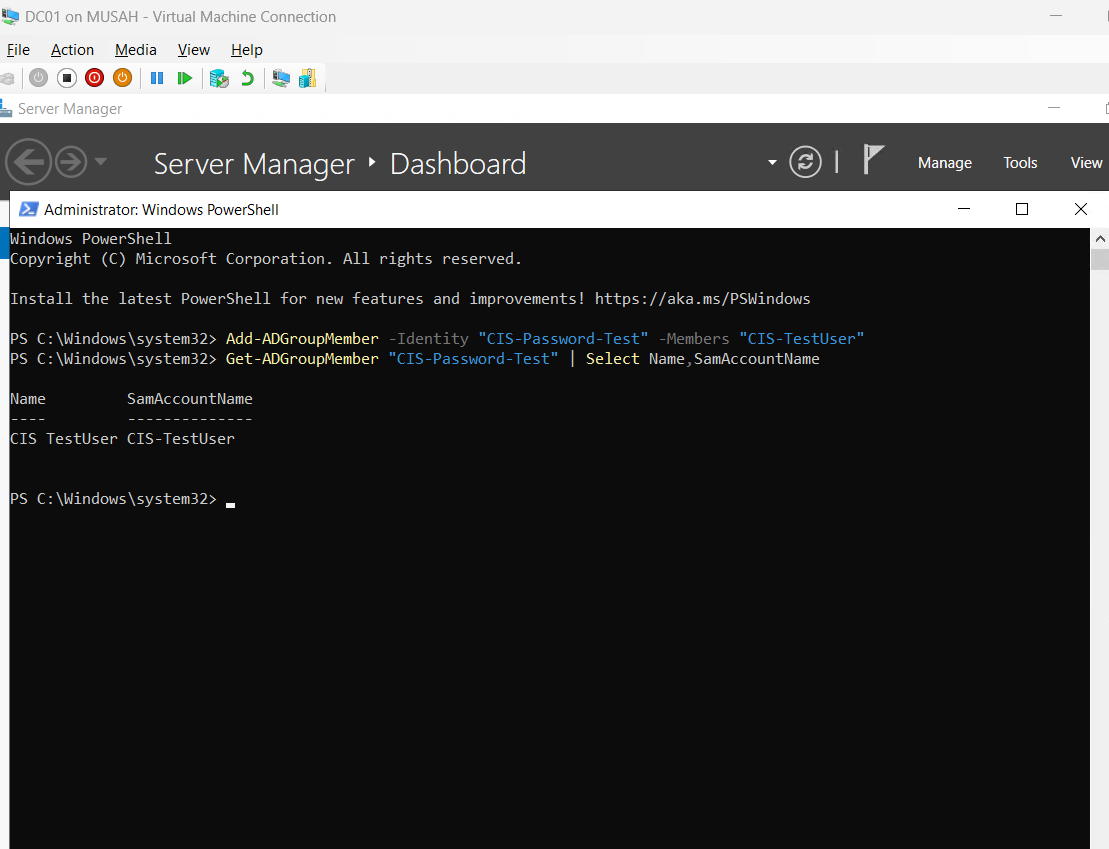 DC01 on MUSAH - Virtual Machine Connection
File Action Media View Help
Server Manager
Server Manager Dashboard
Manage Tools View
Administrator: Windows PowerShell
Windows PowerShell
Copyright (C) Microsoft Corporation. All rights reserved.
Install the latest PowerShell for new features and improvements! https://aka.ms/PSWindows
PS C:\Windows\system32> Add-ADGroupMember -Identity "CIS-Password-Test" -Members "CIS-TestUser"
PS C:\Windows\system32> Get-ADGroupMember "CIS-Password-Test" | Select Name,SamAccountName
Name SamAccountName
---- --------------
CIS TestUser CIS-TestUser
PS C:\Windows\system32>